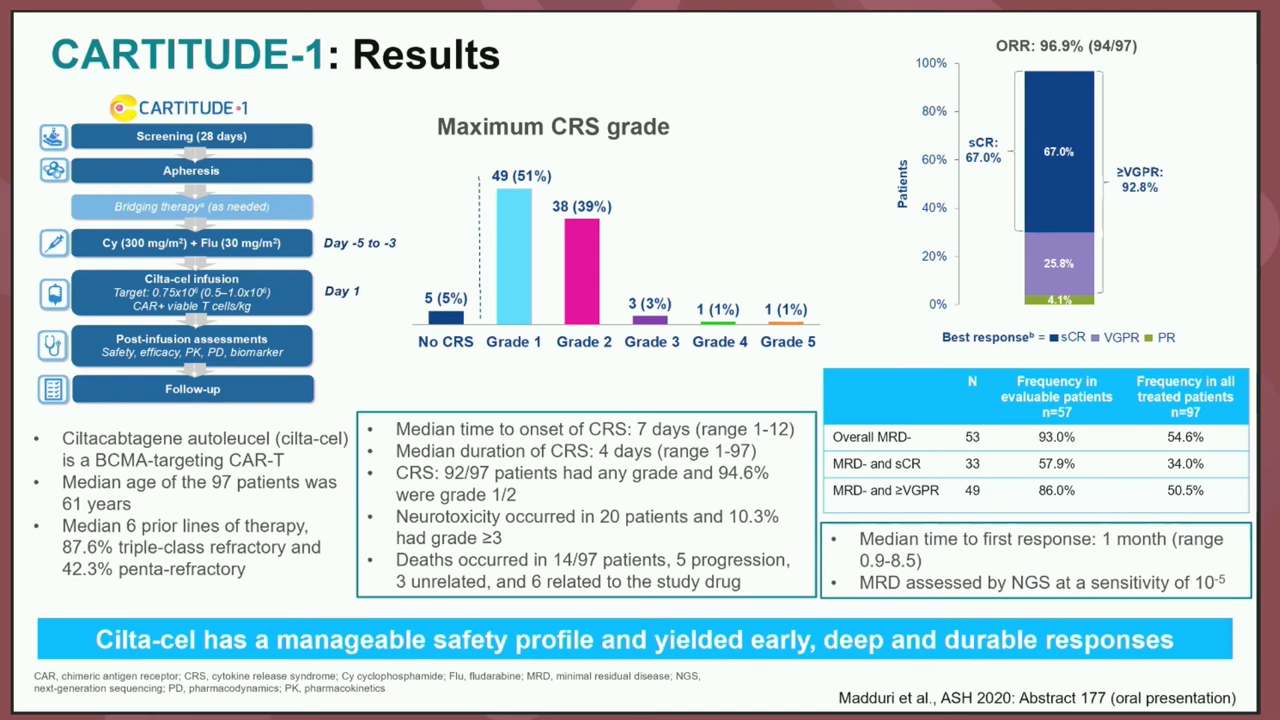 CARTITUDE-1: Results
CARTITUDE•1
Screening (28 days)
Apheresis
Bridging therapyᵃ (as needed)
Cy (300 mg/m²) + Flu (30 mg/m²)
Day -5 to -3
Cilta-cel infusion
Target: 0.75x10⁶ (0.5–1.0x10⁶)
CAR+ viable T cells/kg
Day 1
Post-infusion assessments
Safety, efficacy, PK, PD, biomarker
Follow-up
• Ciltacabtagene autoleucel (cilta-cel)
is a BCMA-targeting CAR-T
• Median age of the 97 patients was
61 years
• Median 6 prior lines of therapy,
87.6% triple-class refractory and
42.3% penta-refractory
Maximum CRS grade
5 (5%)
49 (51%)
38 (39%)
3 (3%)
1 (1%)
1 (1%)
No CRS Grade 1 Grade 2 Grade 3 Grade 4 Grade 5
• Median time to onset of CRS: 7 days (range 1-12)
• Median duration of CRS: 4 days (range 1-97)
• CRS: 92/97 patients had any grade and 94.6%
were grade 1/2
• Neurotoxicity occurred in 20 patients and 10.3%
had grade ≥3
• Deaths occurred in 14/97 patients, 5 progression,
3 unrelated, and 6 related to the study drug
ORR: 96.9% (94/97)
100%
80%
60%
40%
20%
0%
Patients
sCR:
67.0%
67.0%
25.8%
4.1%
≥VGPR:
92.8%
Best responseᵇ = sCR VGPR PR
N Frequency in evaluable patients n=57 Frequency in all treated patients n=97
Overall MRD- 53 93.0% 54.6%
MRD- and sCR 33 57.9% 34.0%
MRD- and ≥VGPR 49 86.0% 50.5%
• Median time to first response: 1 month (range
0.9-8.5)
• MRD assessed by NGS at a sensitivity of 10⁻⁵
Cilta-cel has a manageable safety profile and yielded early, deep and durable responses
CAR, chimeric antigen receptor; CRS, cytokine release syndrome; Cy cyclophosphamide; Flu, fludarabine; MRD, minimal residual disease; NGS,
next-generation sequencing; PD, pharmacodynamics; PK, pharmacokinetics
Madduri et al., ASH 2020: Abstract 177 (oral presentation)